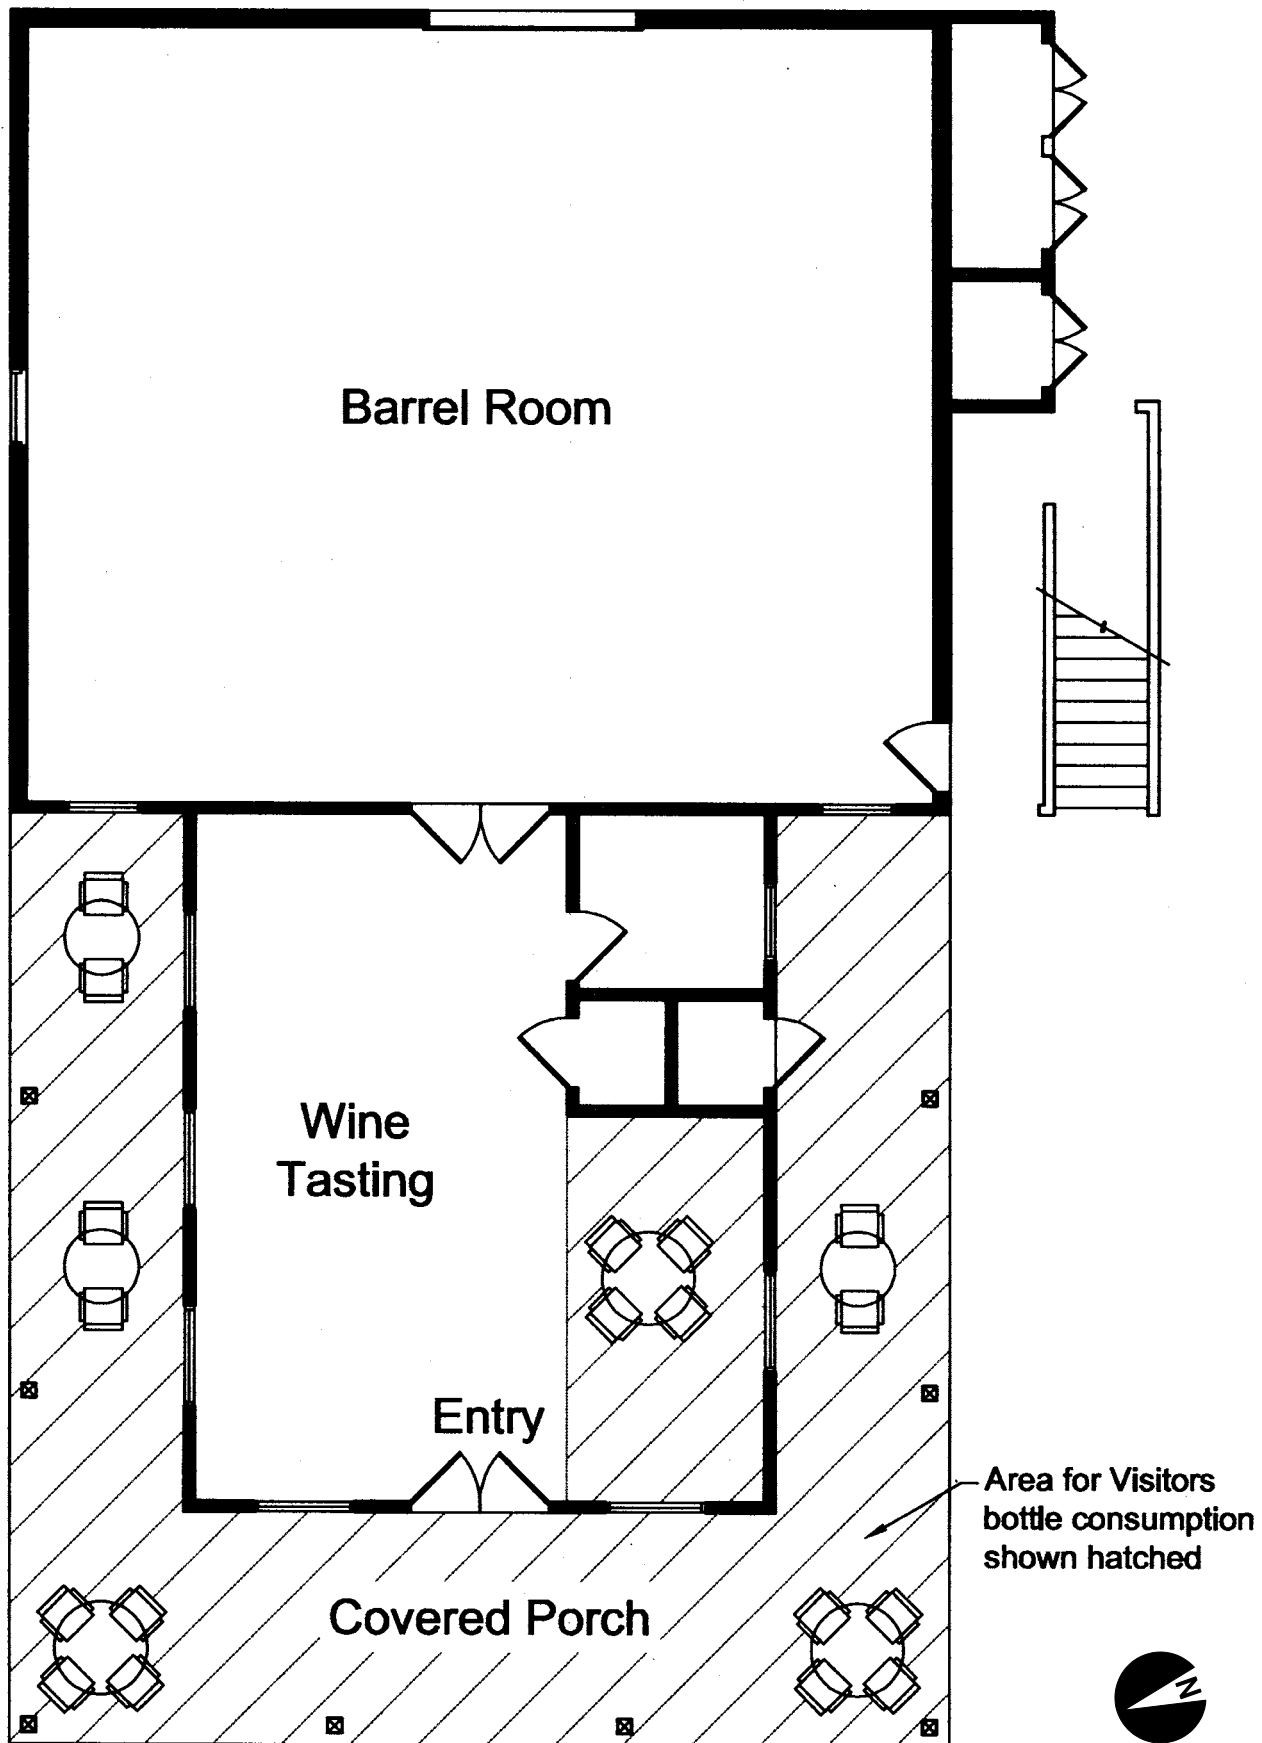 Barrel Room
Wine
Tasting
Entry
Area for Visitors
bottle consumption
shown hatched
Covered Porch
N